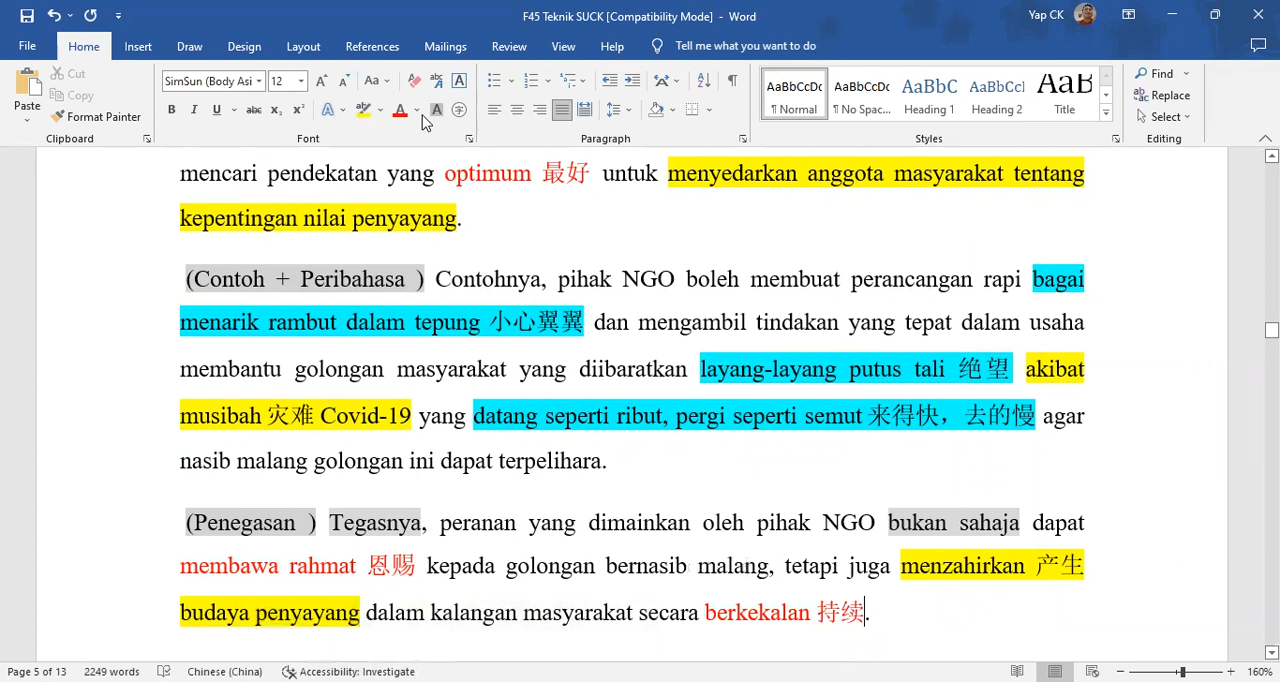 F45 Teknik SUCK [Compatibility Mode] - Word
Yap CK
File Home Insert Draw Design Layout References Mailings Review View Help Tell me what you want to do
Paste
Cut
Copy
Format Painter
Clipboard
SimSun (Body Asi 12
Font
Paragraph
AaBbCcDc AaBbCcDc AaBbC AaBbC AaB
¶ Normal ¶ No Spac... Heading 1 Heading 2 Title
Styles
Find
Replace
Select
Editing
mencari pendekatan yang optimum 最好 untuk menyedarkan anggota masyarakat tentang
kepentingan nilai penyayang.
(Contoh + Peribahasa ) Contohnya, pihak NGO boleh membuat perancangan rapi bagai
menarik rambut dalam tepung 小心翼翼 dan mengambil tindakan yang tepat dalam usaha
membantu golongan masyarakat yang diibaratkan layang-layang putus tali 绝望 akibat
musibah 灾难 Covid-19 yang datang seperti ribut, pergi seperti semut 来得快，去的慢 agar
nasib malang golongan ini dapat terpelihara.
(Penegasan ) Tegasnya, peranan yang dimainkan oleh pihak NGO bukan sahaja dapat
membawa rahmat 恩赐 kepada golongan bernasib malang, tetapi juga menzahirkan 产生
budaya penyayang dalam kalangan masyarakat secara berkekalan 持续.
Page 5 of 13 2249 words Chinese (China) Accessibility: Investigate 160%